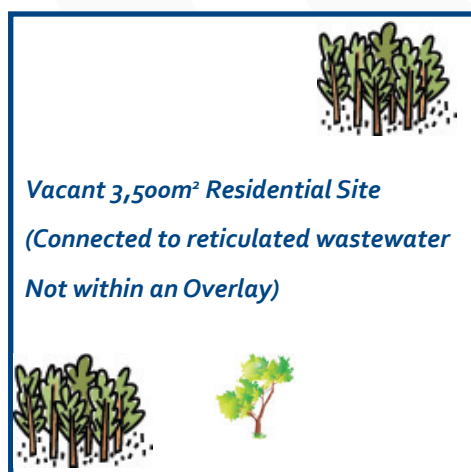 Vacant 3,500m² Residential Site
(Connected to reticulated wastewater
Not within an Overlay)